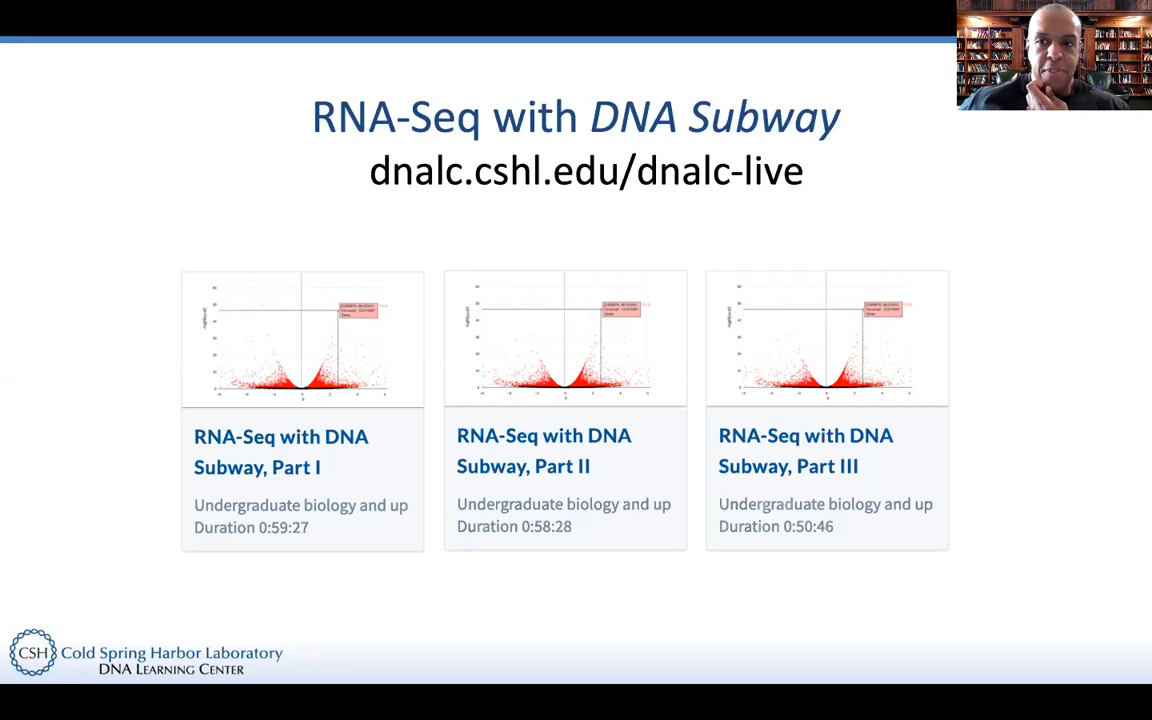 RNA-Seq with DNA Subway
dnalc.cshl.edu/dnalc-live
RNA-Seq with DNA
Subway, Part I
Undergraduate biology and up
Duration 0:59:27
RNA-Seq with DNA
Subway, Part II
Undergraduate biology and up
Duration 0:58:28
RNA-Seq with DNA
Subway, Part III
Undergraduate biology and up
Duration 0:50:46
CSH Cold Spring Harbor Laboratory
DNA LEARNING CENTER